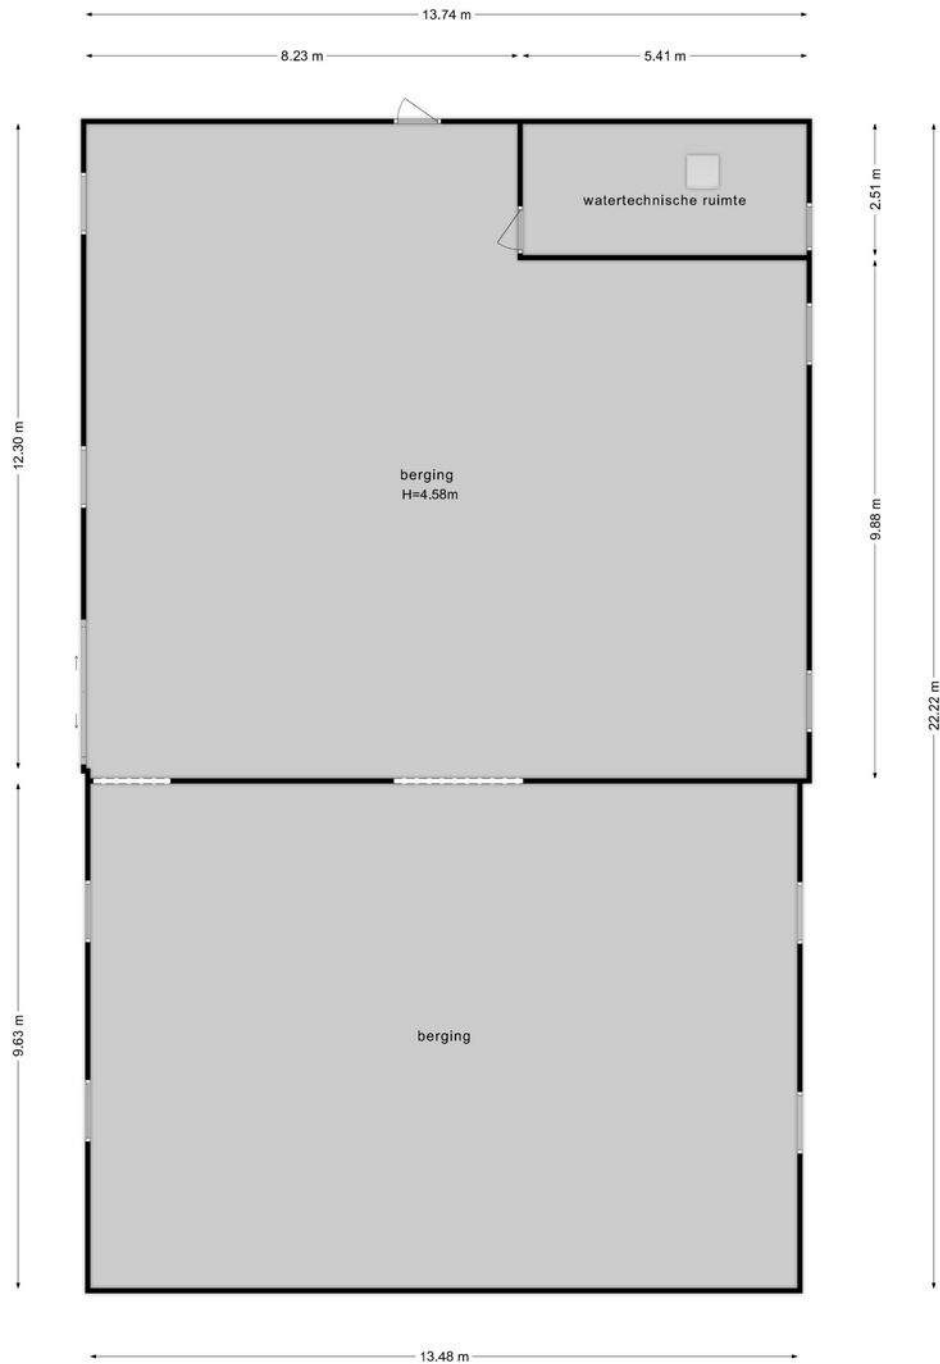 13.74 m
8.23 m
5.41 m
2.51 m
watertechnische ruimte
12.30 m
berging
H=4.58m
9.88 m
22.22 m
9.63 m
berging
13.48 m